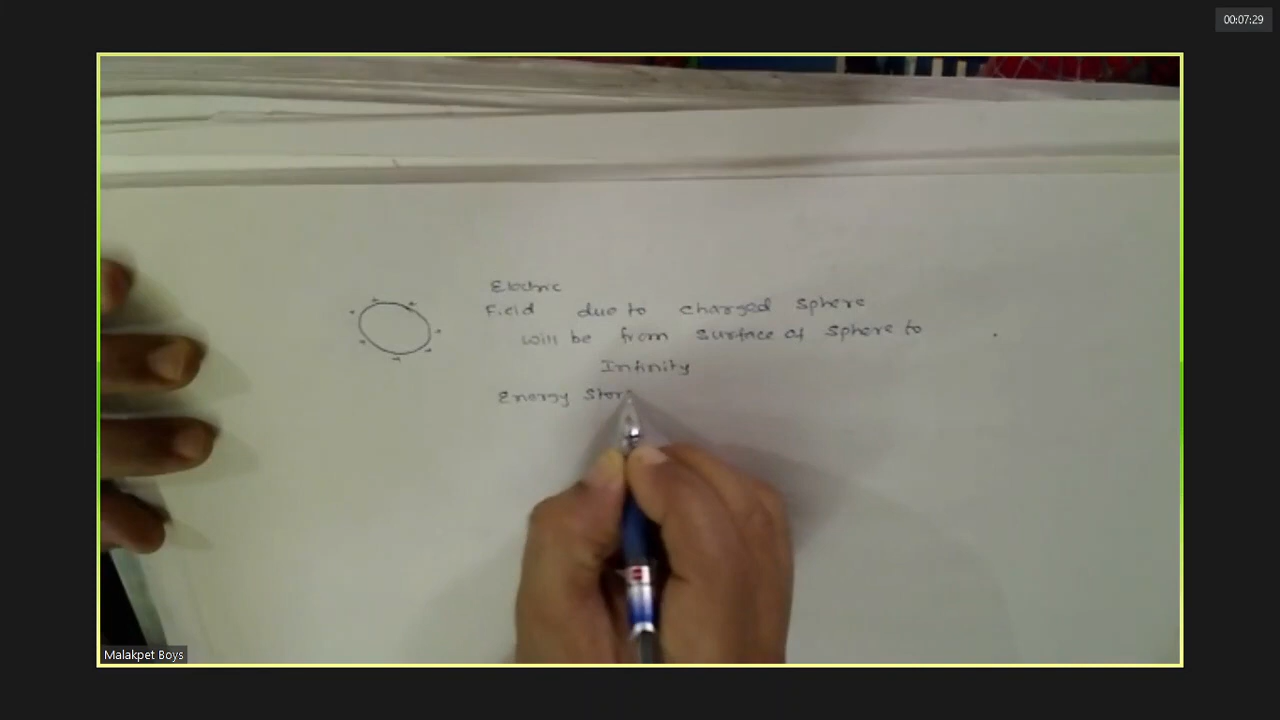 00:07:29
Electric
Field due to charged sphere
will be from surface of sphere to
Infinity
Energy Stor
Malakpet Boys